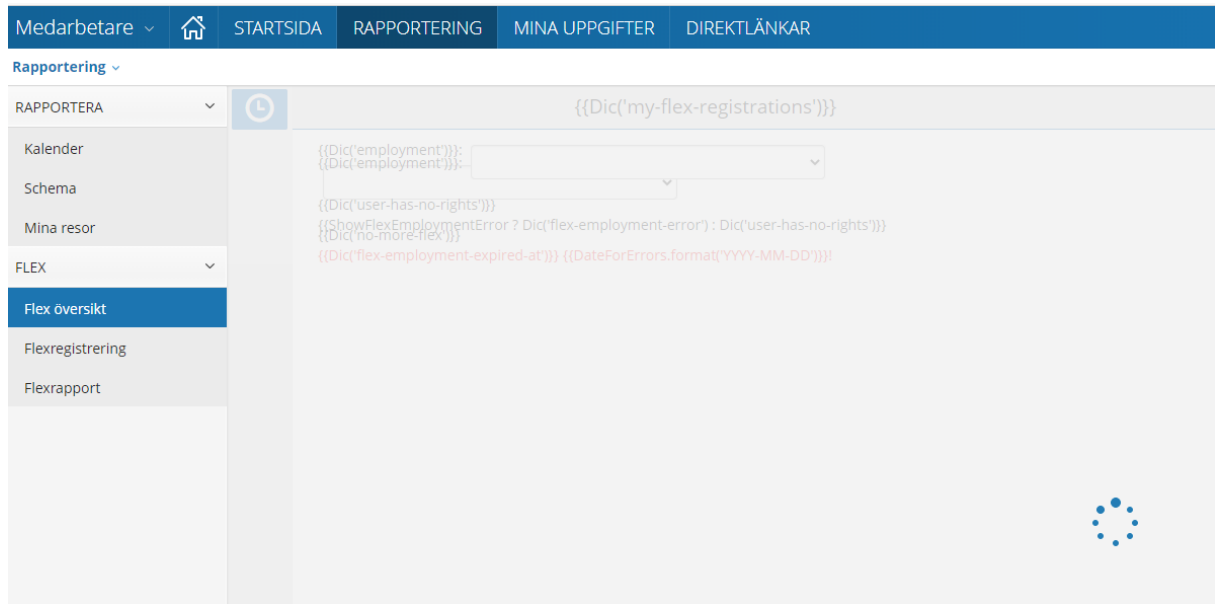 Medarbetare STARTSIDA RAPPORTERING MINA UPPGIFTER DIREKTLÄNKAR
Rapportering
RAPPORTERA
Kalender
Schema
Mina resor
FLEX
Flex översikt
Flexregistrering
Flexrapport
{{Dic('my-flex-registrations')}}
{{Dic('employment')}}:
{{Dic('employment')}}:
{{Dic('user-has-no-rights')}}
{{ShowFlexEmploymentError ? Dic('flex-employment-error') : Dic('user-has-no-rights')}}
{{Dic('no-more-flex')}}
{{Dic('flex-employment-expired-at')}} {{DateForErrors.format('YYYY-MM-DD')}}!